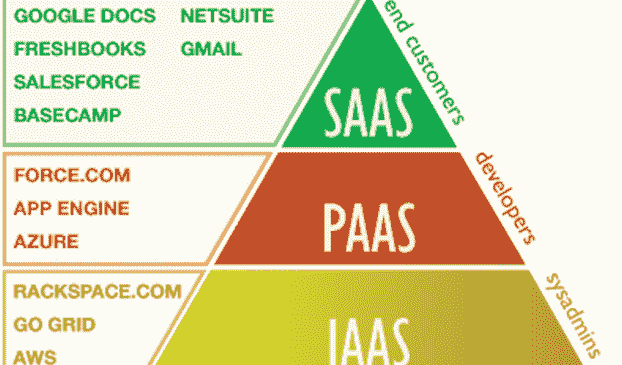 GOOGLE DOCS NETSUITE
FRESHBOOKS GMAIL
SALESFORCE
BASECAMP
SAAS
end customers
FORCE.COM
APP ENGINE
AZURE
PAAS
developers
RACKSPACE.COM
GO GRID
AWS
IAAS
sysadmins